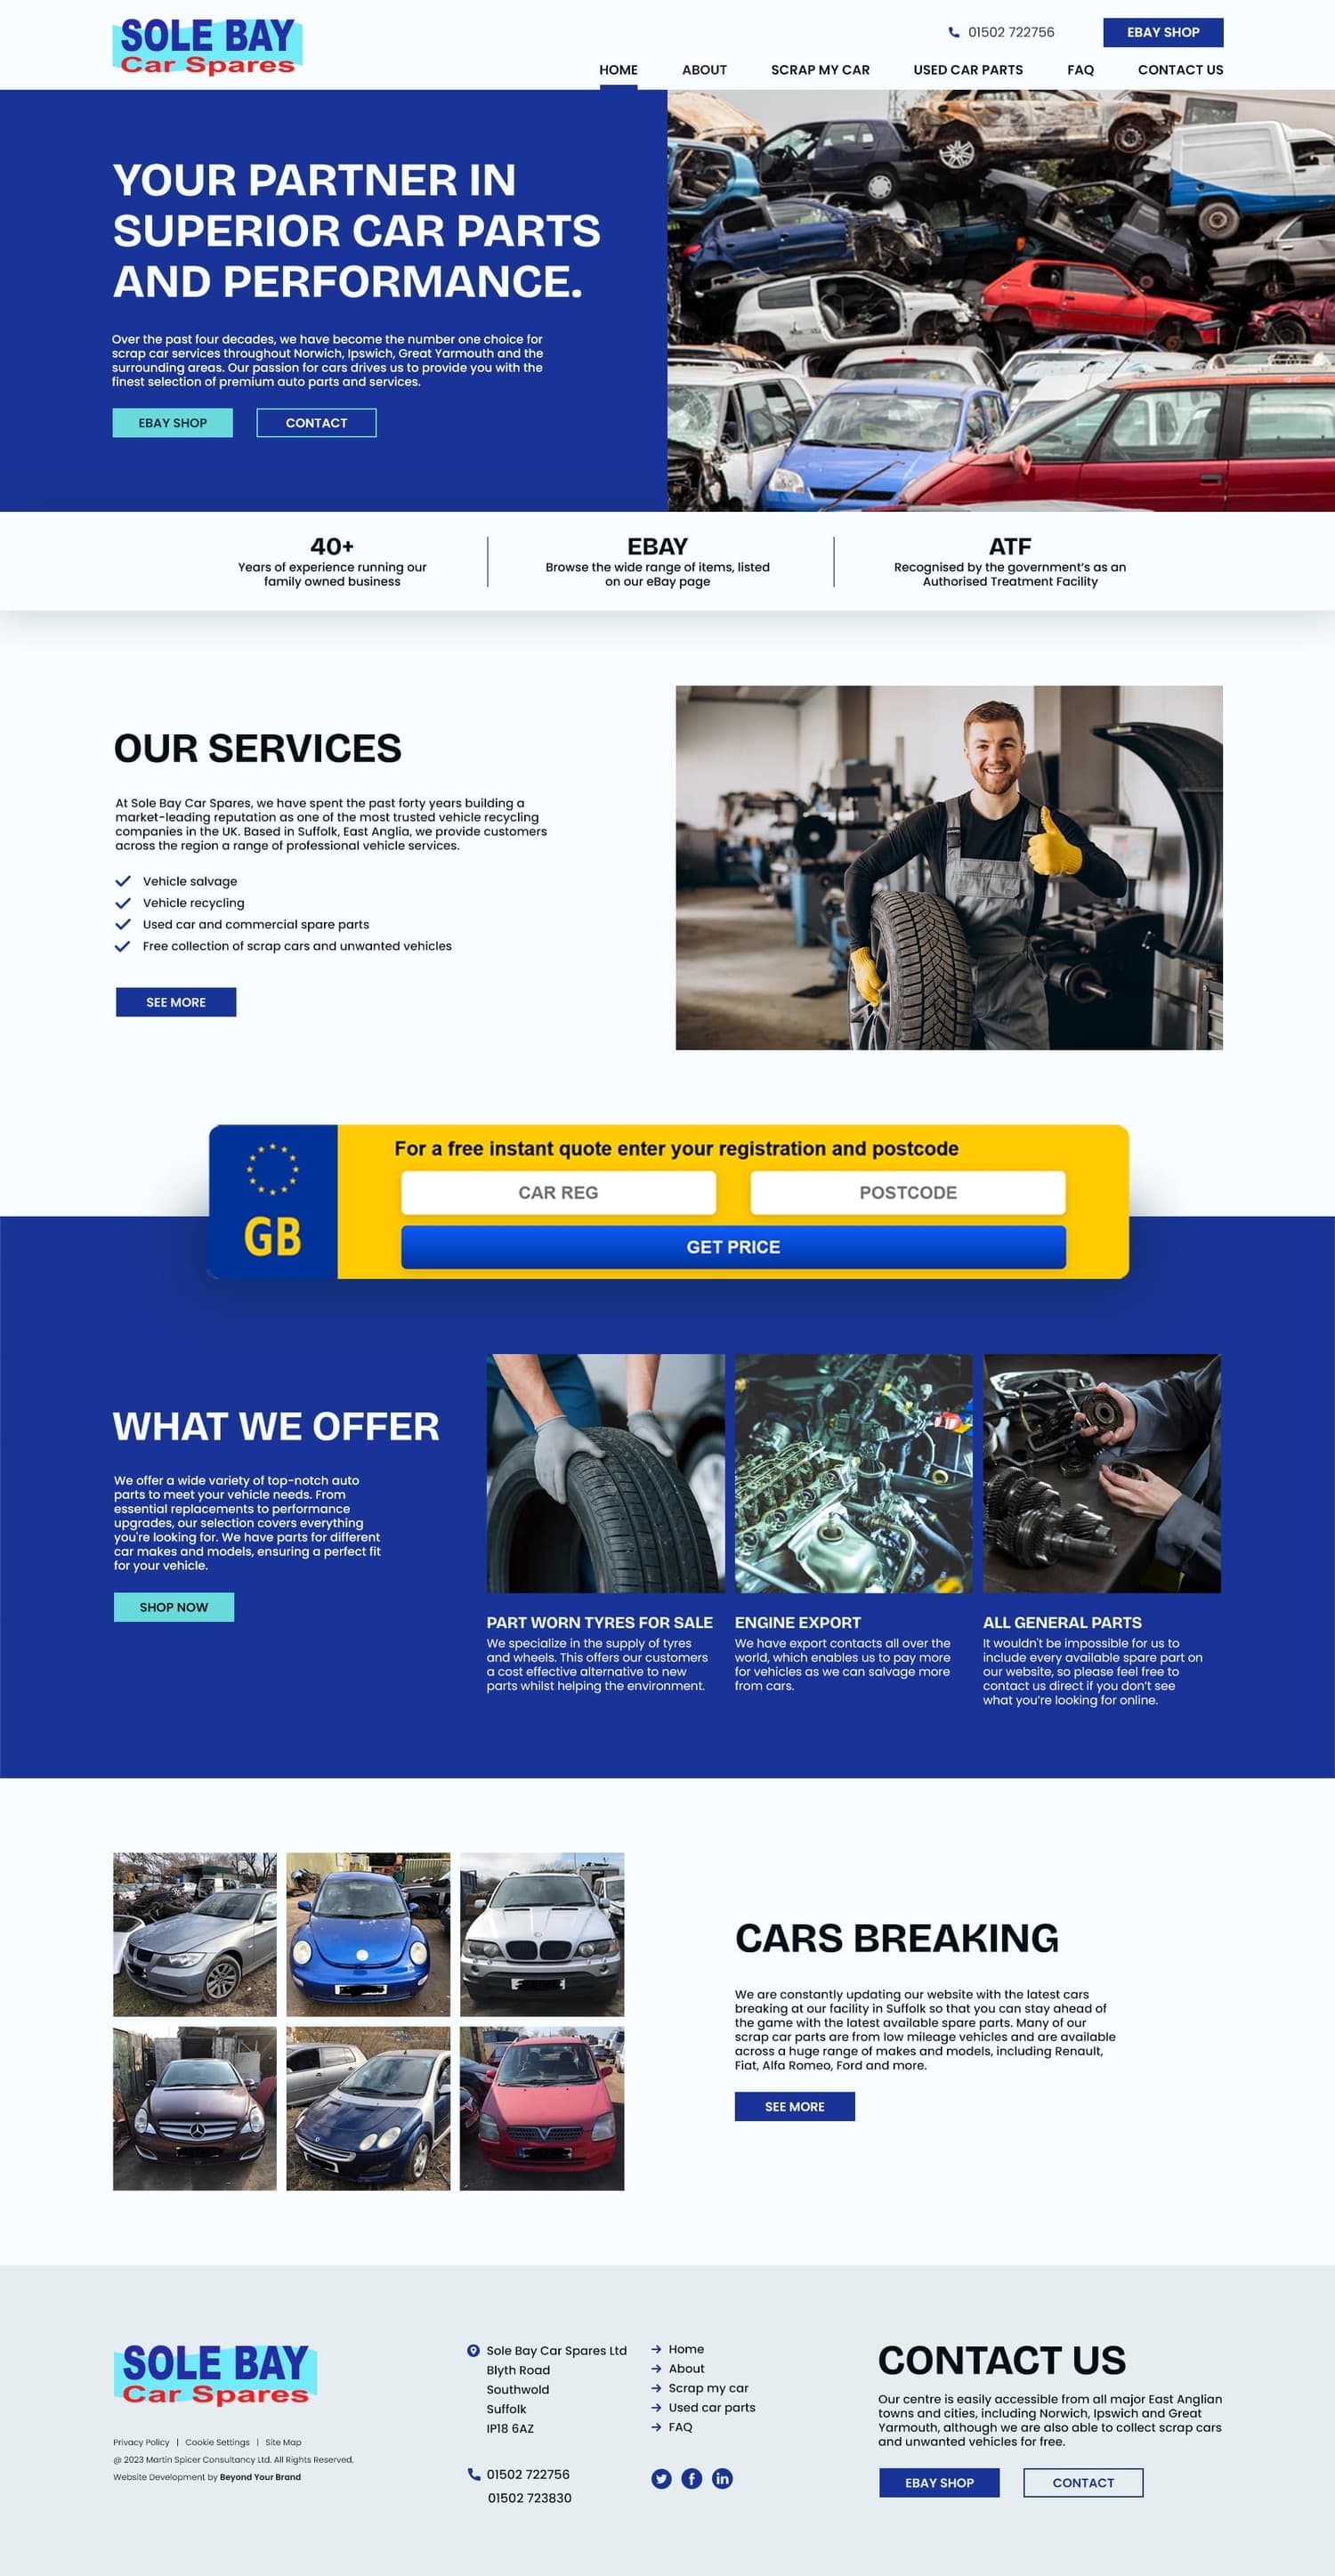 SOLE BAY
Car Spares
01502 722756
EBAY SHOP
HOME
ABOUT
SCRAP MY CAR
USED CAR PARTS
FAQ
CONTACT US
YOUR PARTNER IN
SUPERIOR CAR PARTS
AND PERFORMANCE.
Over the past four decades, we have become the number one choice for
scrap car services throughout Norwich, Ipswich, Great Yarmouth and the
surrounding areas. Our passion for cars drives us to provide you with the
finest selection of premium auto parts and services.
EBAY SHOP
CONTACT
40+
Years of experience running our
family owned business
EBAY
Browse the wide range of items, listed
on our eBay page
ATF
Recognised by the government's as an
Authorised Treatment Facility
OUR SERVICES
At Sole Bay Car Spares, we have spent the past forty years building a
market-leading reputation as one of the most trusted vehicle recycling
companies in the UK. Based in Suffolk, East Anglia, we provide customers
across the region a range of professional vehicle services.
Vehicle salvage
Vehicle recycling
Used car and commercial spare parts
Free collection of scrap cars and unwanted vehicles
SEE MORE
GB
For a free instant quote enter your registration and postcode
CAR REG
POSTCODE
GET PRICE
WHAT WE OFFER
We offer a wide variety of top-notch auto
parts to meet your vehicle needs. From
essential replacements to performance
upgrades, our selection covers everything
you're looking for. We have parts for different
car makes and models, ensuring a perfect fit
for your vehicle.
SHOP NOW
PART WORN TYRES FOR SALE
We specialize in the supply of tyres
and wheels. This offers our customers
a cost effective alternative to new
parts whilst helping the environment.
ENGINE EXPORT
We have export contacts all over the
world, which enables us to pay more
for vehicles as we can salvage more
from cars.
ALL GENERAL PARTS
It wouldn't be impossible for us to
include every available spare part on
our website, so please feel free to
contact us direct if you don't see
what you're looking for online.
CARS BREAKING
We are constantly updating our website with the latest cars
breaking at our facility in Suffolk so that you can stay ahead of
the game with the latest available spare parts. Many of our
scrap car parts are from low mileage vehicles and are available
across a huge range of makes and models, including Renault,
Fiat, Alfa Romeo, Ford and more.
SEE MORE
SOLE BAY
Car Spares
Privacy Policy | Cookie Settings | Site Map
@ 2023 Martin Spicer Consultancy Ltd. All Rights Reserved.
Website Development by Beyond Your Brand
Sole Bay Car Spares Ltd
Blyth Road
Southwold
Suffolk
IP18 6AZ
01502 722756
01502 723830
Home
About
Scrap my car
Used car parts
FAQ
CONTACT US
Our centre is easily accessible from all major East Anglian
towns and cities, including Norwich, Ipswich and Great
Yarmouth, although we are also able to collect scrap cars
and unwanted vehicles for free.
EBAY SHOP
CONTACT